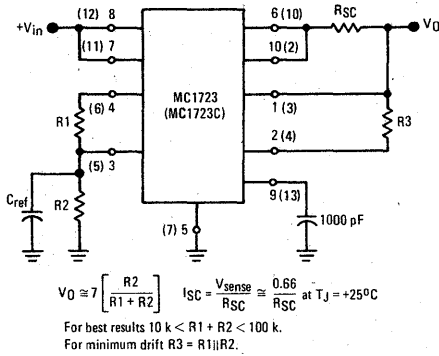 (12) 8
+Vin
(11) 7
(6) 4
R1
(5) 3
Cref
R2
MC1723
(MC1723C)
(7) 5
6 (10)
RSC
VO
10 (2)
1 (3)
R3
2 (4)
9 (13)
1000 pF
VO ≅ 7 [ R2 / R1 + R2 ]  ISC = Vsense / RSC ≅ 0.66 / RSC at TJ = +25°C
For best results 10 k < R1 + R2 < 100 k.
For minimum drift R3 = R1||R2.